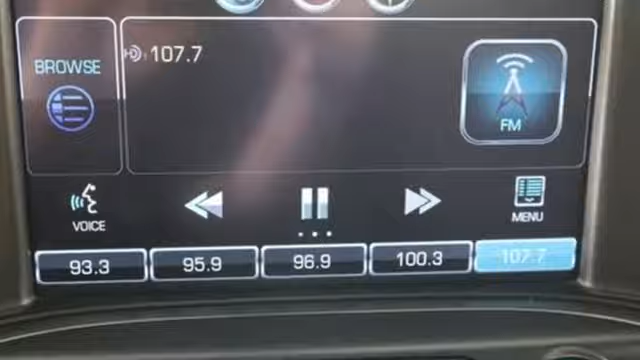 107.7
BROWSE
FM
VOICE
MENU
93.3
95.9
96.9
100.3
107.7